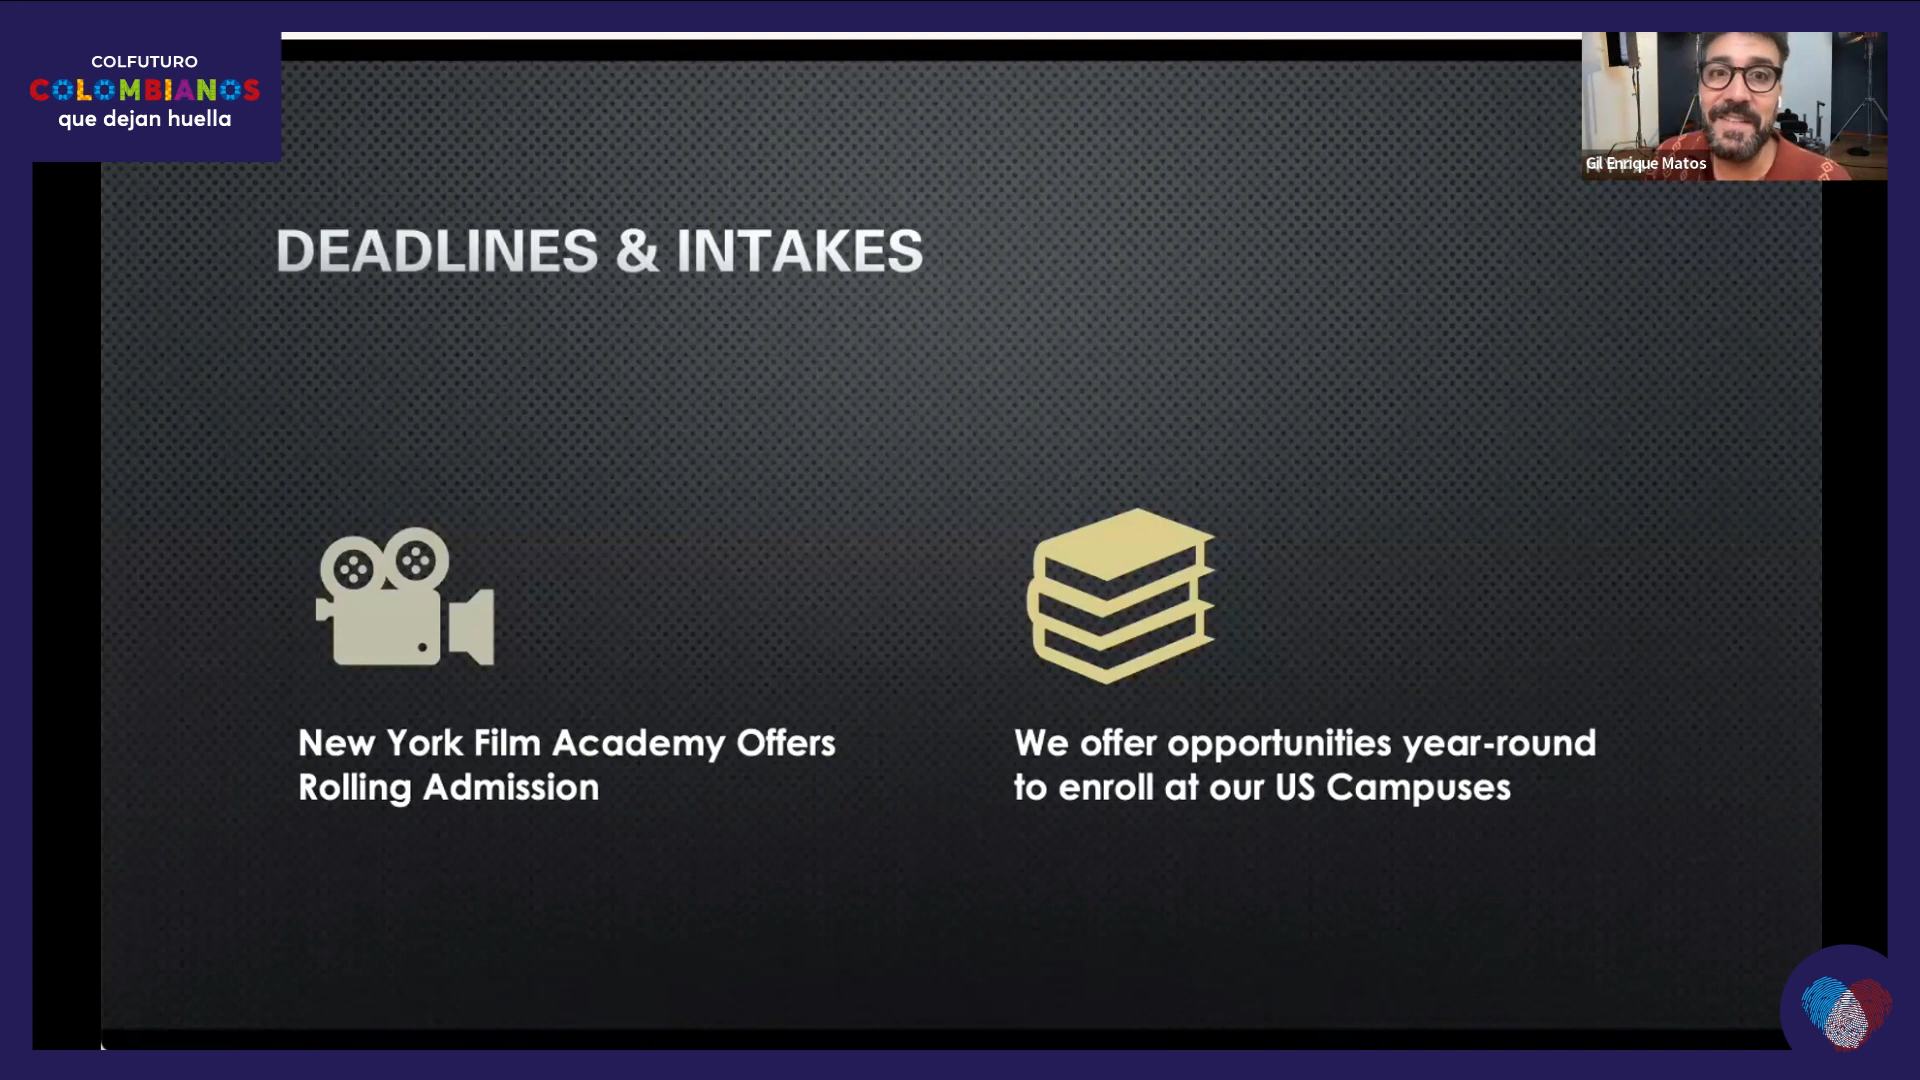 COLFUTURO
COLOMBIANOS
que dejan huella
Gil Enrique Matos
DEADLINES & INTAKES
New York Film Academy Offers
Rolling Admission
We offer opportunities year-round
to enroll at our US Campuses